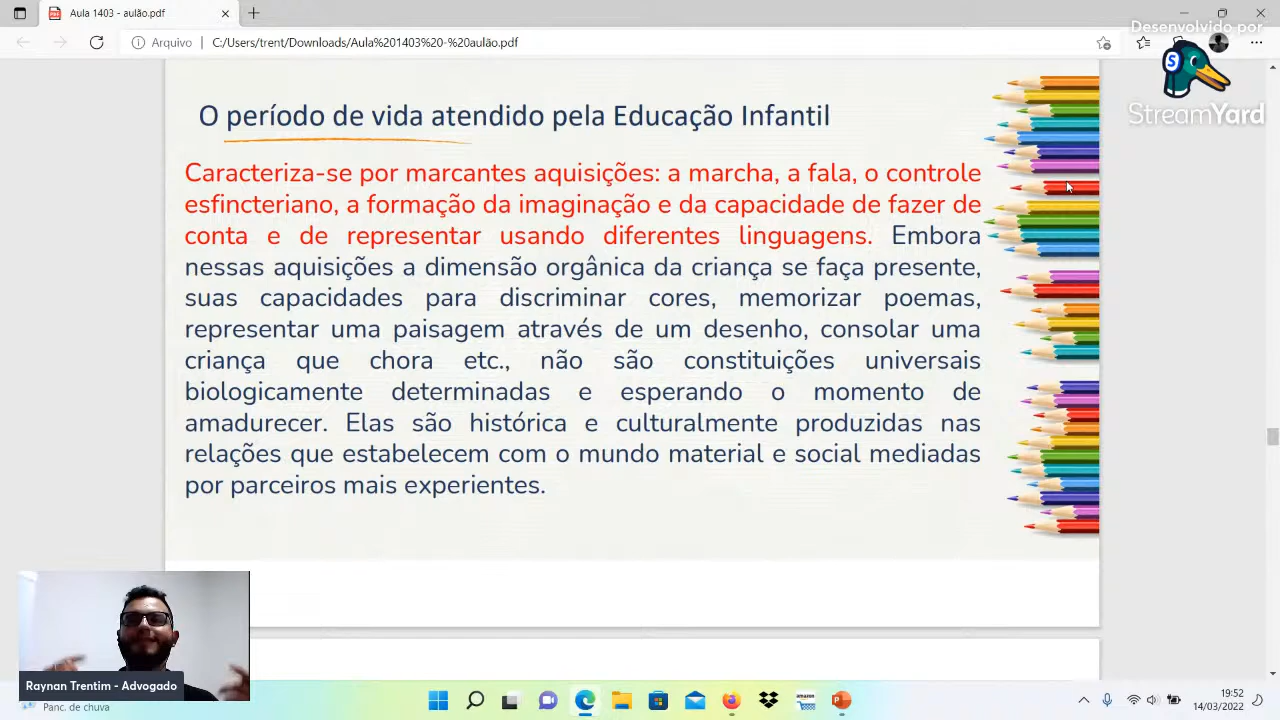 Aula 1403 - aulão.pdf
Desenvolvido por
Arquivo
C:/Users/trent/Downloads/Aula%201403%20-%20aulão.pdf
StreamYard
O período de vida atendido pela Educação Infantil
Caracteriza-se por marcantes aquisições: a marcha, a fala, o controle
esfincteriano, a formação da imaginação e da capacidade de fazer de
conta e de representar usando diferentes linguagens. Embora
nessas aquisições a dimensão orgânica da criança se faça presente,
suas capacidades para discriminar cores, memorizar poemas,
representar uma paisagem através de um desenho, consolar uma
criança que chora etc., não são constituições universais
biologicamente determinadas e esperando o momento de
amadurecer. Elas são histórica e culturalmente produzidas nas
relações que estabelecem com o mundo material e social mediadas
por parceiros mais experientes.
Raynan Trentim - Advogado
Panc. de chuva
amazon
19:52
14/03/2022